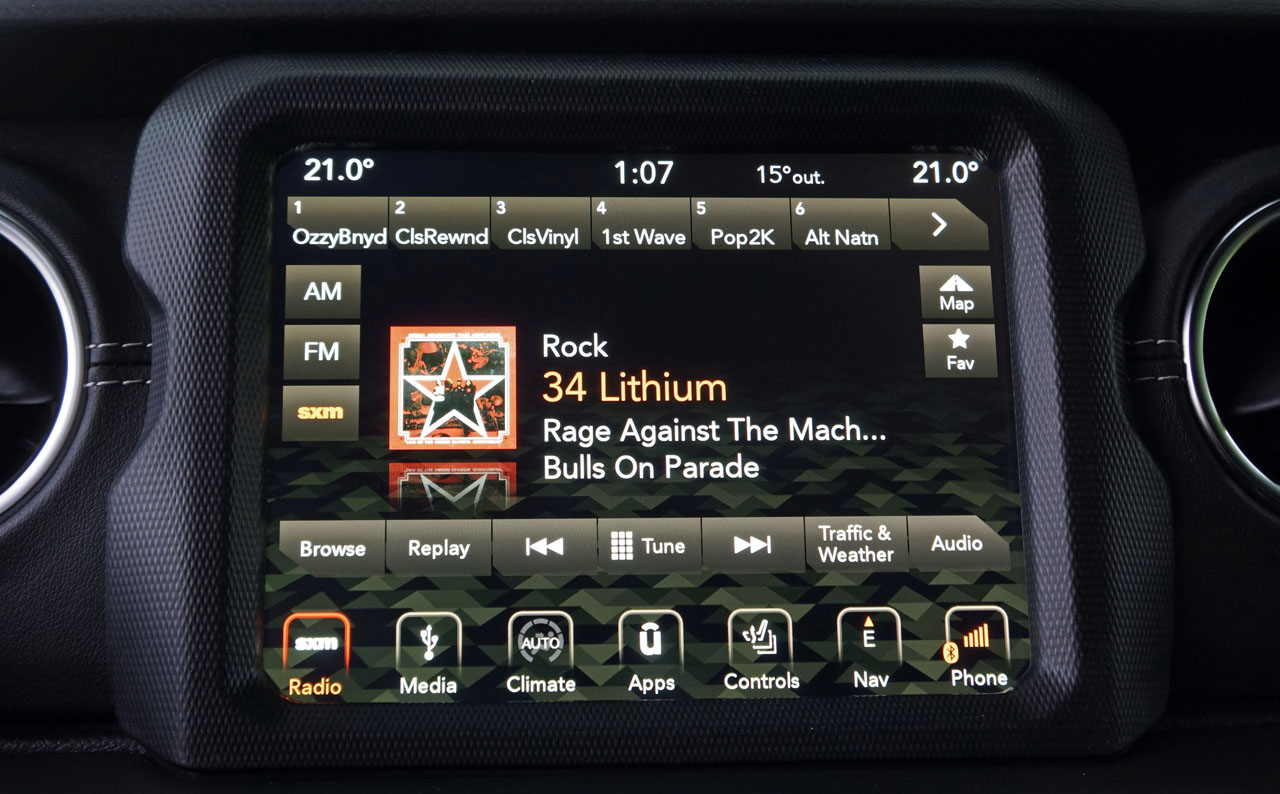 21.0° 1:07 15°out. 21.0°
1 2 3 4 5 6
OzzyBnyd ClsRewnd ClsVinyl 1st Wave Pop2K Alt Natn
AM
Map
FM
Fav
sxm
Rock
34 Lithium
Rage Against The Mach...
Bulls On Parade
Browse Replay Tune Traffic & Weather Audio
sxm AUTO ū E
Radio Media Climate Apps Controls Nav Phone